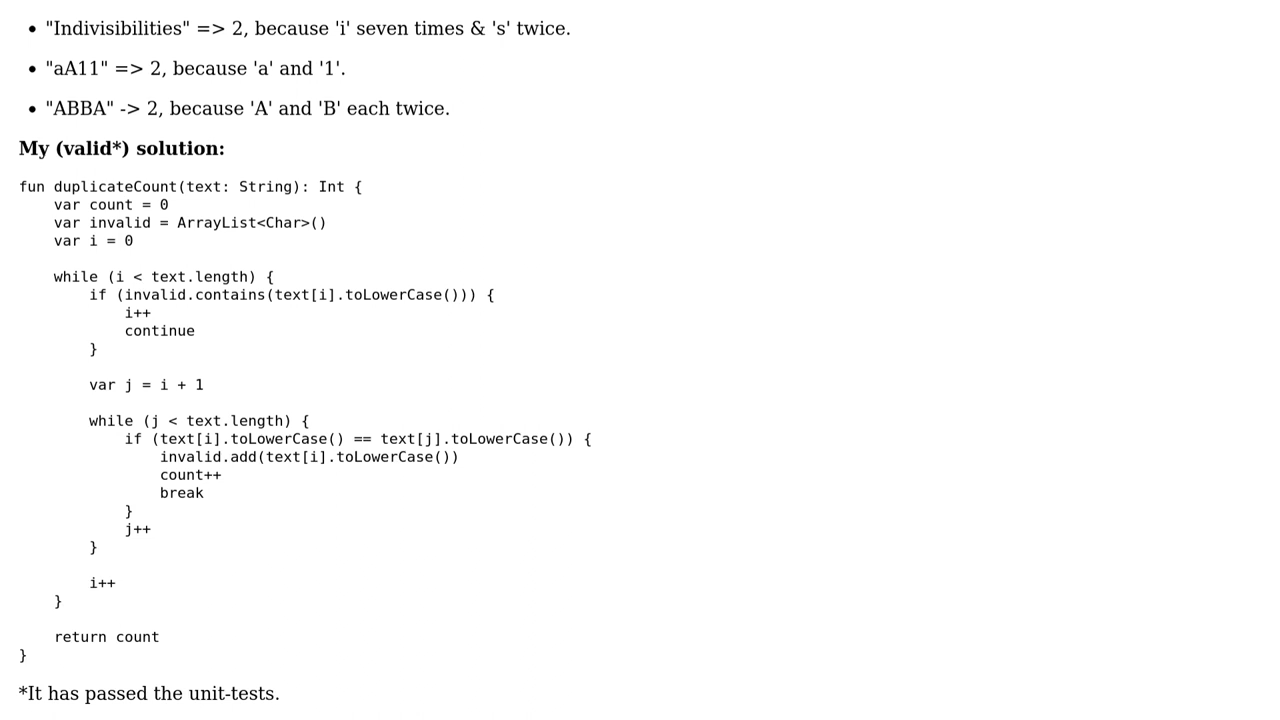 • "Indivisibilities" => 2, because 'i' seven times & 's' twice.
• "aA11" => 2, because 'a' and '1'.
• "ABBA" -> 2, because 'A' and 'B' each twice.
My (valid*) solution:
fun duplicateCount(text: String): Int {
    var count = 0
    var invalid = ArrayList<Char>()
    var i = 0

    while (i < text.length) {
        if (invalid.contains(text[i].toLowerCase())) {
            i++
            continue
        }

        var j = i + 1

        while (j < text.length) {
            if (text[i].toLowerCase() == text[j].toLowerCase()) {
                invalid.add(text[i].toLowerCase())
                count++
                break
            }
            j++
        }

        i++
    }

    return count
}
*It has passed the unit-tests.